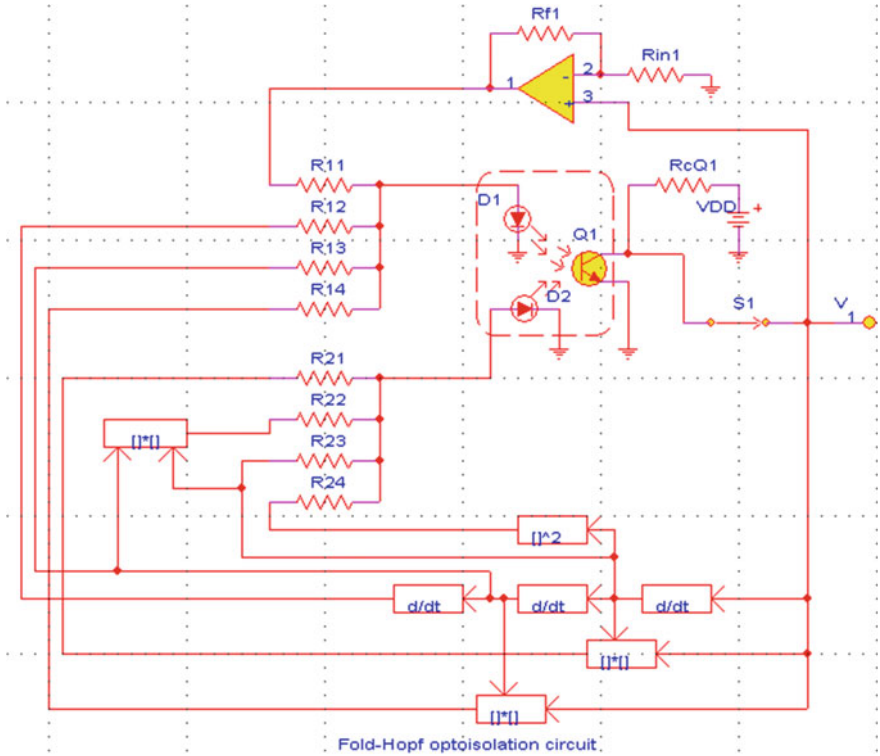 Rf1
Rin1
2
1
-
+
3
R11
RcQ1
D1
VDD
+
R12
Q1
R13
D2
R14
S1
V
1
R21
R22
[]*[]
R23
R24
[]^2
d/dt
d/dt
d/dt
[]*[]
[]*[]
Fold-Hopf optoisolation circuit